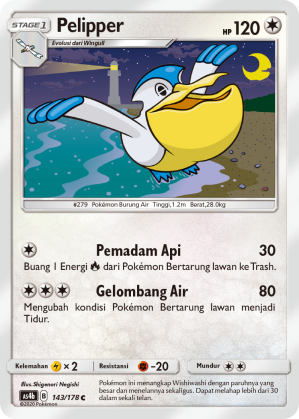 STAGE 1 Pelipper HP 120
Evolusi dari Wingull
#279 Pokémon Burung Air Tinggi,1.2m Berat,28.0kg
Pemadam Api 30
Buang 1 Energi dari Pokémon Bertarung lawan ke Trash.
Gelombang Air 80
Mengubah kondisi Pokémon Bertarung lawan menjadi
Tidur.
Kelemahan ×2 Resistansi -20 Mundur
Ilus.Shigenori Negishi
AS4b B 143/178 C
©2020 Pokémon
Pokémon ini menangkap Wishiwashi dengan paruhnya yang
besar dan menelannya sekaligus. Dapat melahap lebih dari 30
dalam sekali telan.